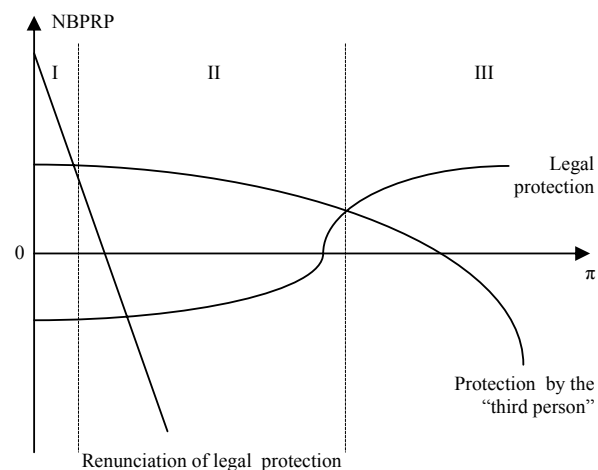 NBPRP
I
II
III
Legal
protection
0
π
Protection by the
“third person”
Renunciation of legal protection